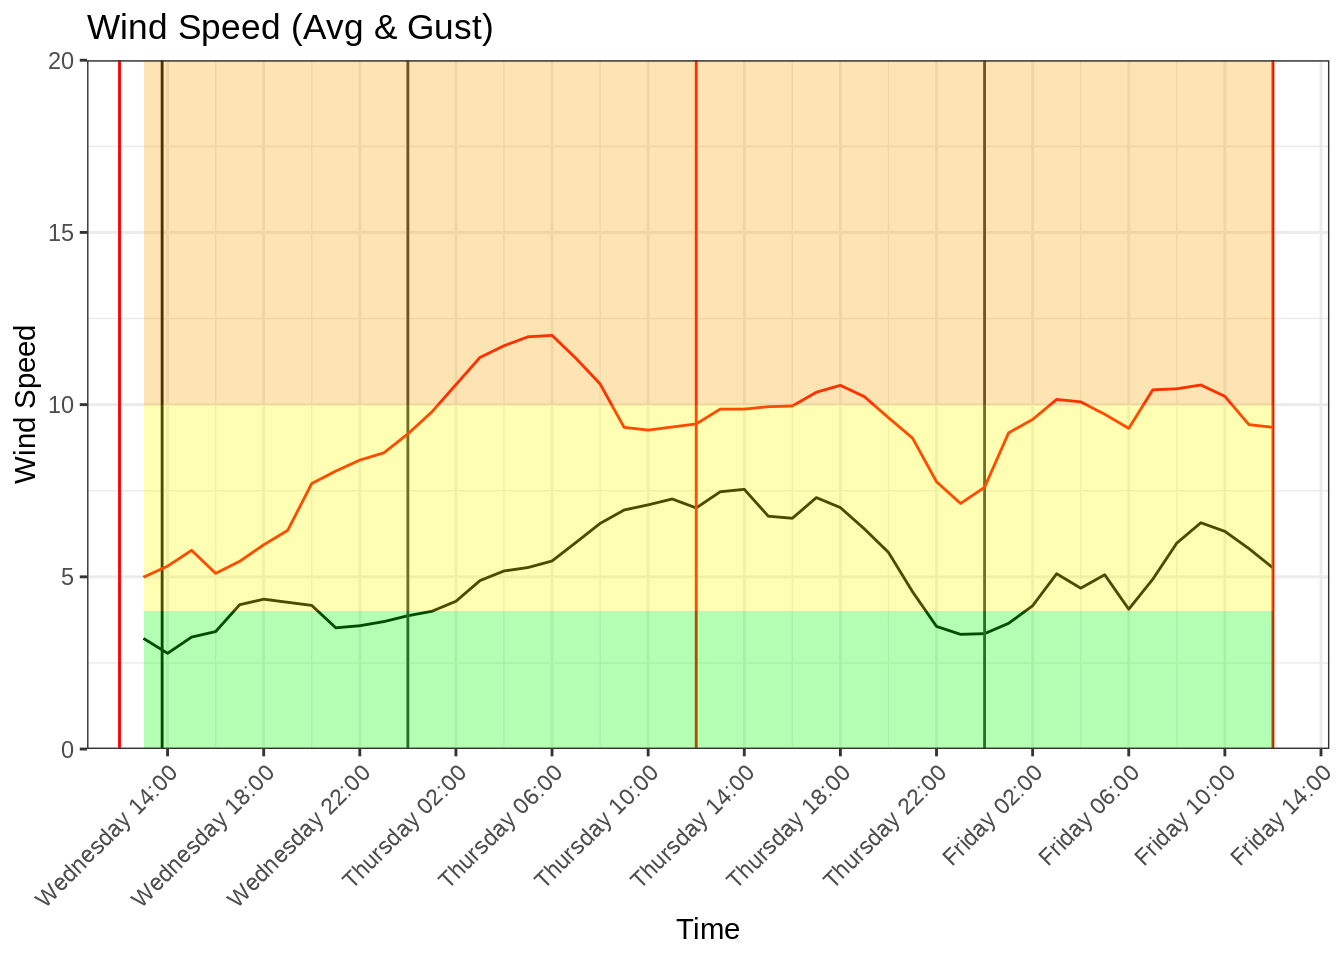 Wind Speed (Avg & Gust)
20
15
10
5
0
Wind Speed
Wednesday 14:00
Wednesday 18:00
Wednesday 22:00
Thursday 02:00
Thursday 06:00
Thursday 10:00
Thursday 14:00
Thursday 18:00
Thursday 22:00
Friday 02:00
Friday 06:00
Friday 10:00
Friday 14:00
Time